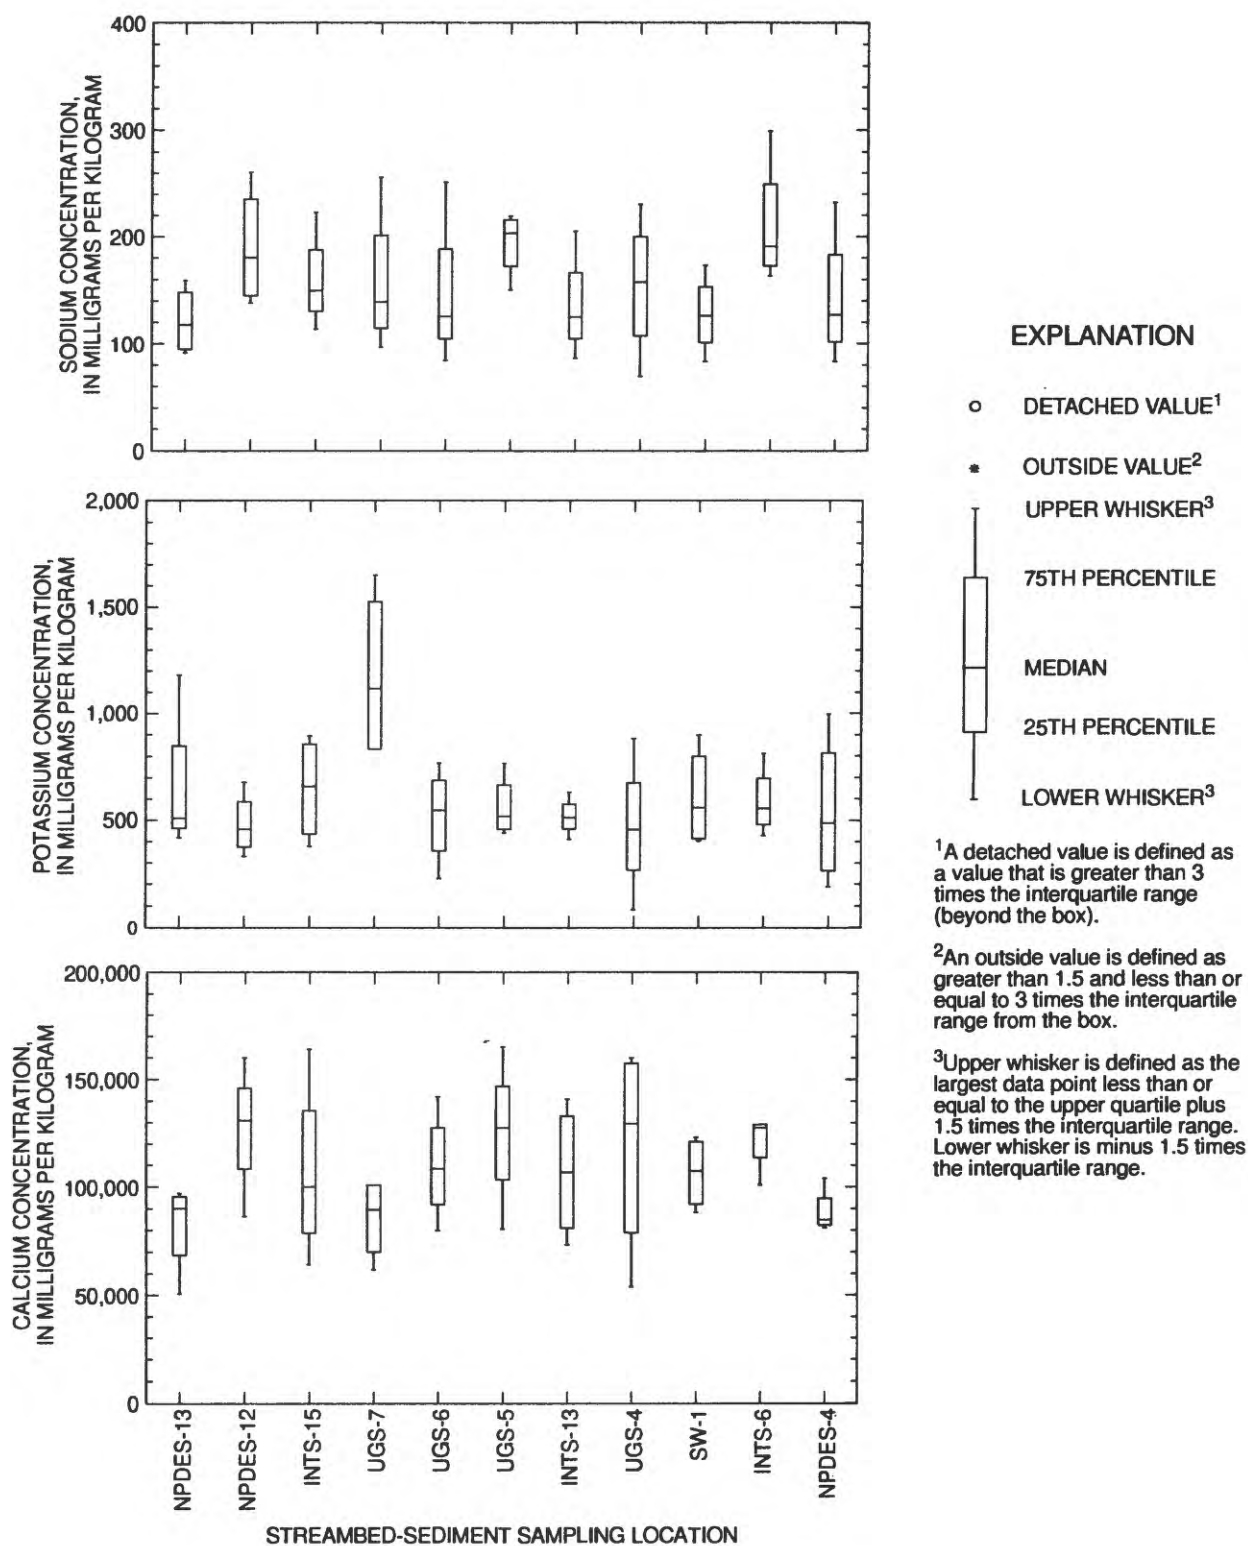 SODIUM CONCENTRATION,
IN MILLIGRAMS PER KILOGRAM
400
300
200
100
0
POTASSIUM CONCENTRATION,
IN MILLIGRAMS PER KILOGRAM
2,000
1,500
1,000
500
0
CALCIUM CONCENTRATION,
IN MILLIGRAMS PER KILOGRAM
200,000
150,000
100,000
50,000
0
NPDES-13
NPDES-12
INTS-15
UGS-7
UGS-6
UGS-5
INTS-13
UGS-4
SW-1
INTS-6
NPDES-4
STREAMBED-SEDIMENT SAMPLING LOCATION
EXPLANATION
DETACHED VALUE¹
OUTSIDE VALUE²
UPPER WHISKER³
75TH PERCENTILE
MEDIAN
25TH PERCENTILE
LOWER WHISKER³
¹A detached value is defined as
a value that is greater than 3
times the interquartile range
(beyond the box).
²An outside value is defined as
greater than 1.5 and less than or
equal to 3 times the interquartile
range from the box.
³Upper whisker is defined as the
largest data point less than or
equal to the upper quartile plus
1.5 times the interquartile range.
Lower whisker is minus 1.5 times
the interquartile range.